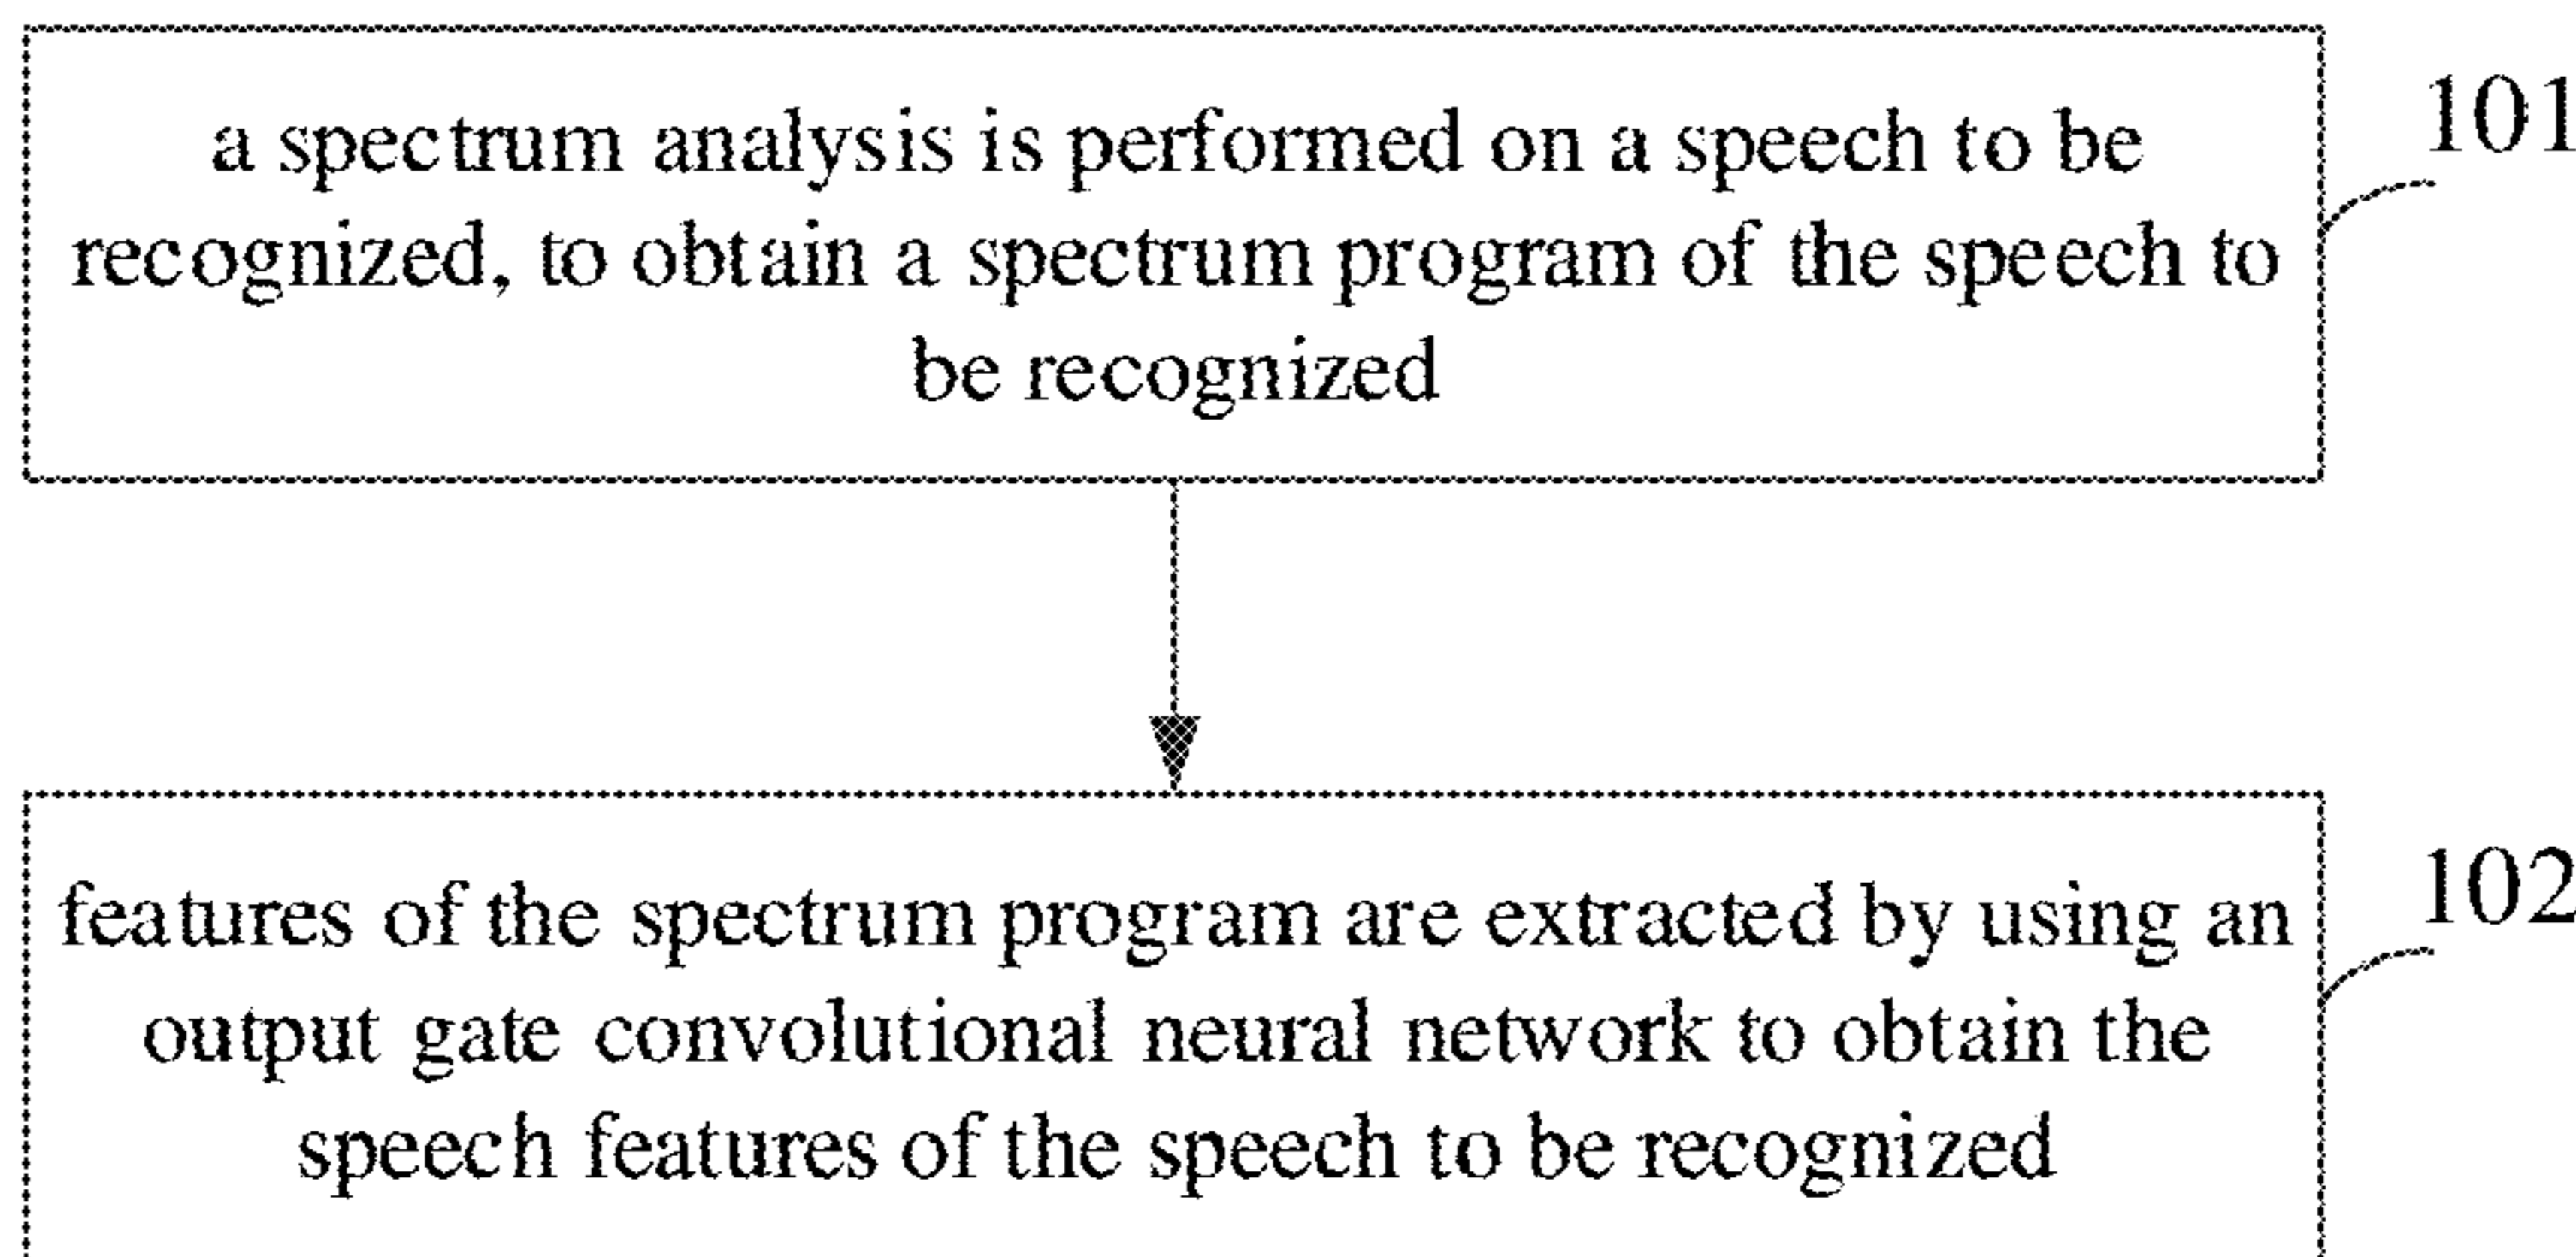 a spectrum analysis is performed on a speech to be
recognized, to obtain a spectrum program of the speech to
be recognized
101
features of the spectrum program are extracted by using an
output gate convolutional neural network to obtain the
speech features of the speech to be recognized
102